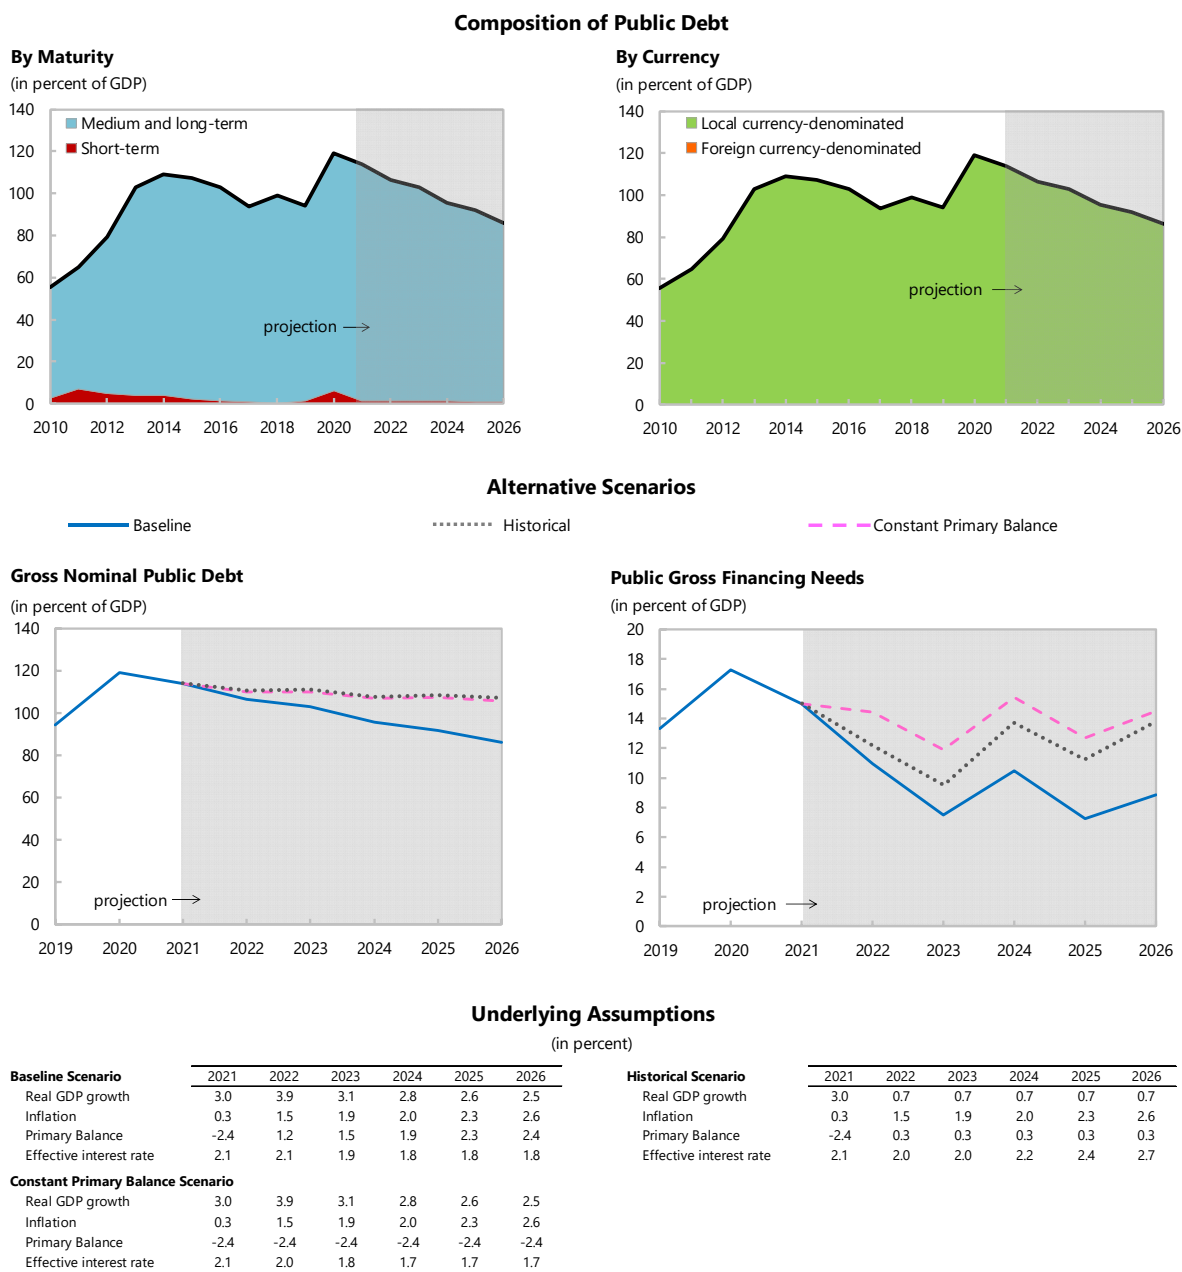 Composition of Public Debt
By Maturity
(in percent of GDP)
140
120
100
80
60
40
20
0
Medium and long-term
Short-term
projection
2010 2012 2014 2016 2018 2020 2022 2024 2026
By Currency
(in percent of GDP)
140
120
100
80
60
40
20
0
Local currency-denominated
Foreign currency-denominated
projection
2010 2012 2014 2016 2018 2020 2022 2024 2026
Alternative Scenarios
Baseline Historical Constant Primary Balance
Gross Nominal Public Debt
(in percent of GDP)
140
120
100
80
60
40
20
0
projection
2019 2020 2021 2022 2023 2024 2025 2026
Public Gross Financing Needs
(in percent of GDP)
20
18
16
14
12
10
8
6
4
2
0
projection
2019 2020 2021 2022 2023 2024 2025 2026
Underlying Assumptions
(in percent)
Baseline Scenario 2021 2022 2023 2024 2025 2026
Real GDP growth 3.0 3.9 3.1 2.8 2.6 2.5
Inflation 0.3 1.5 1.9 2.0 2.3 2.6
Primary Balance -2.4 1.2 1.5 1.9 2.3 2.4
Effective interest rate 2.1 2.1 1.9 1.8 1.8 1.8
Constant Primary Balance Scenario
Real GDP growth 3.0 3.9 3.1 2.8 2.6 2.5
Inflation 0.3 1.5 1.9 2.0 2.3 2.6
Primary Balance -2.4 -2.4 -2.4 -2.4 -2.4 -2.4
Effective interest rate 2.1 2.0 1.8 1.7 1.7 1.7
Historical Scenario 2021 2022 2023 2024 2025 2026
Real GDP growth 3.0 0.7 0.7 0.7 0.7 0.7
Inflation 0.3 1.5 1.9 2.0 2.3 2.6
Primary Balance -2.4 0.3 0.3 0.3 0.3 0.3
Effective interest rate 2.1 2.0 2.0 2.2 2.4 2.7